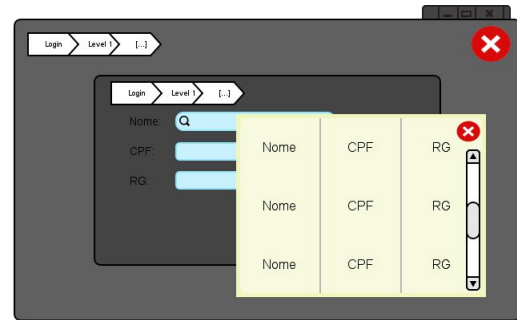 Login Level 1 [...]
Login Level 1 [...]
Nome:
CPF:
RG:
Nome CPF RG
Nome CPF RG
Nome CPF RG